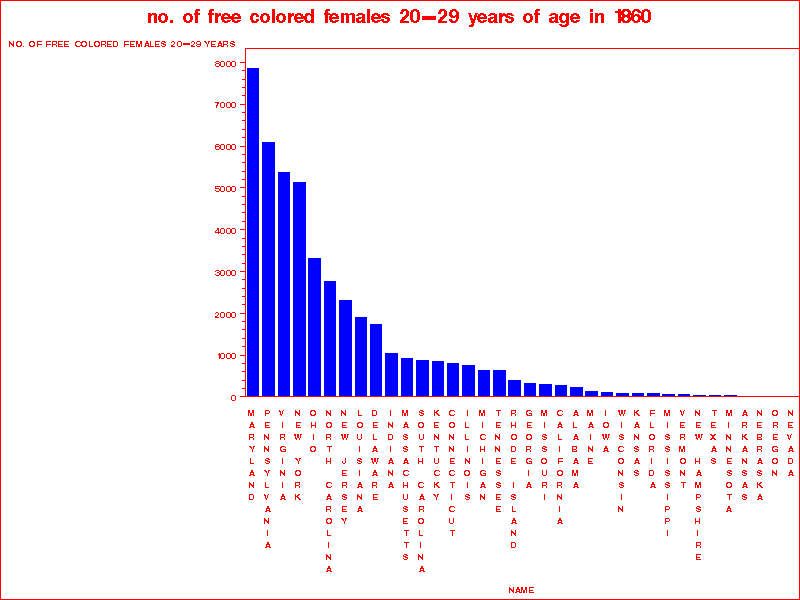 no. of free colored females 20-29 years of age in 1860
NO. OF FREE COLORED FEMALES 20-29 YEARS
8000
7000
6000
5000
4000
3000
2000
1000
0
MARYLAND
PENNSYLVANIA
VIRGINIA
NEW YORK
OHIO
NORTH CAROLINA
NEW JERSEY
LOUISIANA
DELAWARE
INDIANA
MASSACHUSETTS
SOUTH CAROLINA
KENTUCKY
CONNECTICUT
ILLINOIS
MICHIGAN
TENNESSEE
RHODE ISLAND
GEORGIA
MISSOURI
CALIFORNIA
ALABAMA
MAINE
IOWA
WISCONSIN
KANSAS
FLORIDA
MISSISSIPPI
VERMONT
NEW HAMPSHIRE
TEXAS
MINNESOTA
ARKANSAS
NEBRASKA
OREGON
NEVADA
NAME